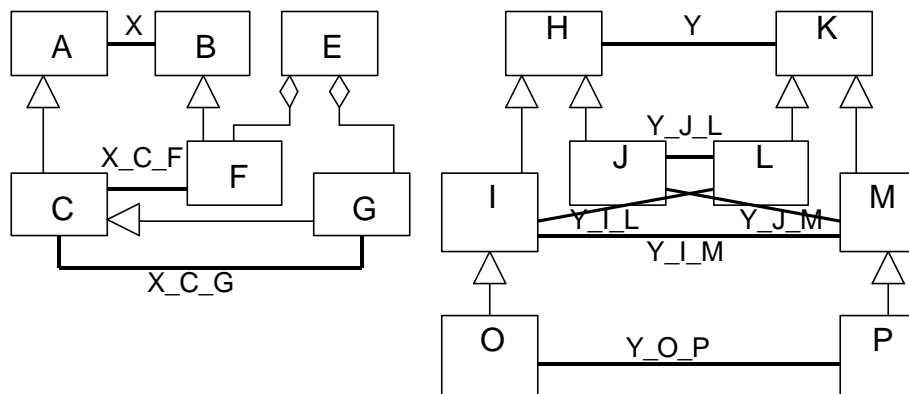 A X B E
H Y K
X_C_F F
Y_J_L
J L
C G
I M
Y_I_L Y_J_M
Y_I_M
X_C_G
O Y_O_P P